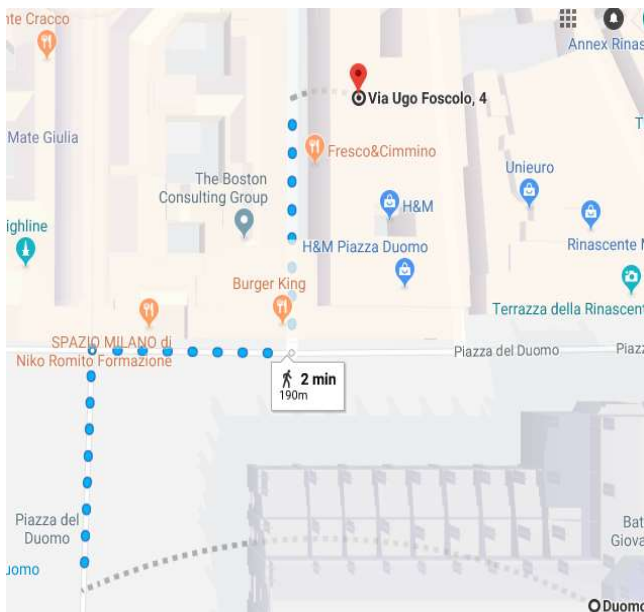 nte Cracco
Annex Rinas
Via Ugo Foscolo, 4
Mate Giulia
Fresco&Cimmino
The Boston
Consulting Group
Unieuro
H&M
ighline
H&M Piazza Duomo
Rinascente M
Burger King
Terrazza della Rinascent
SPAZIO MILANO di
Niko Romito Formazione
Piazza del Duomo
Piaz
2 min
190m
Piazza del
Duomo
Bat
Giova
uomo
Duomo